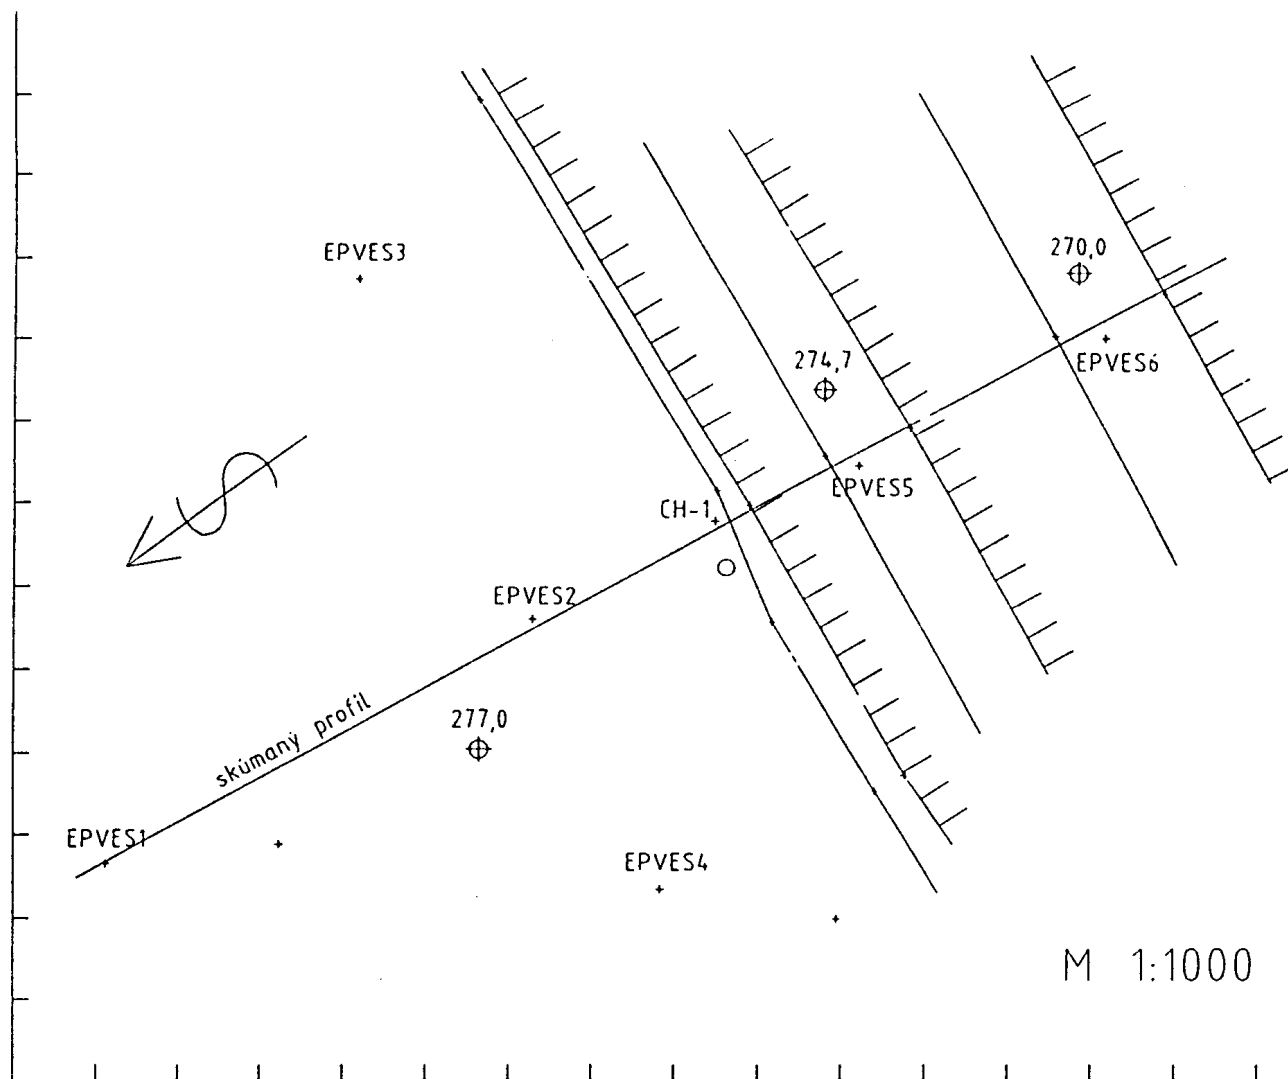 EPVES3
270,0
274,7
EPVES6
EPVES5
CH-1
EPVES2
skúmaný profil
277,0
EPVES1
EPVES4
M 1:1000